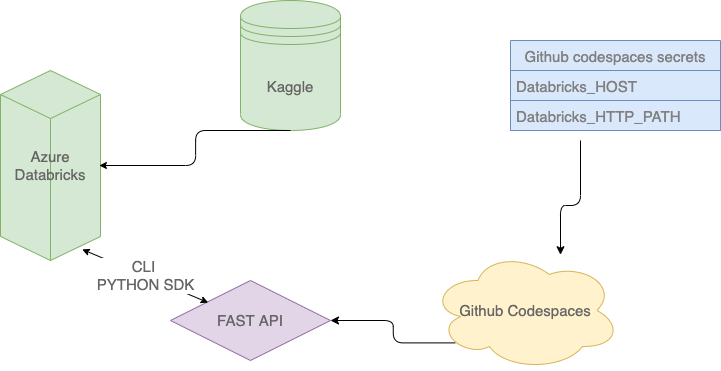 Kaggle
Github codespaces secrets
Databricks_HOST
Databricks_HTTP_PATH
Azure
Databricks
CLI
PYTHON SDK
FAST API
Github Codespaces